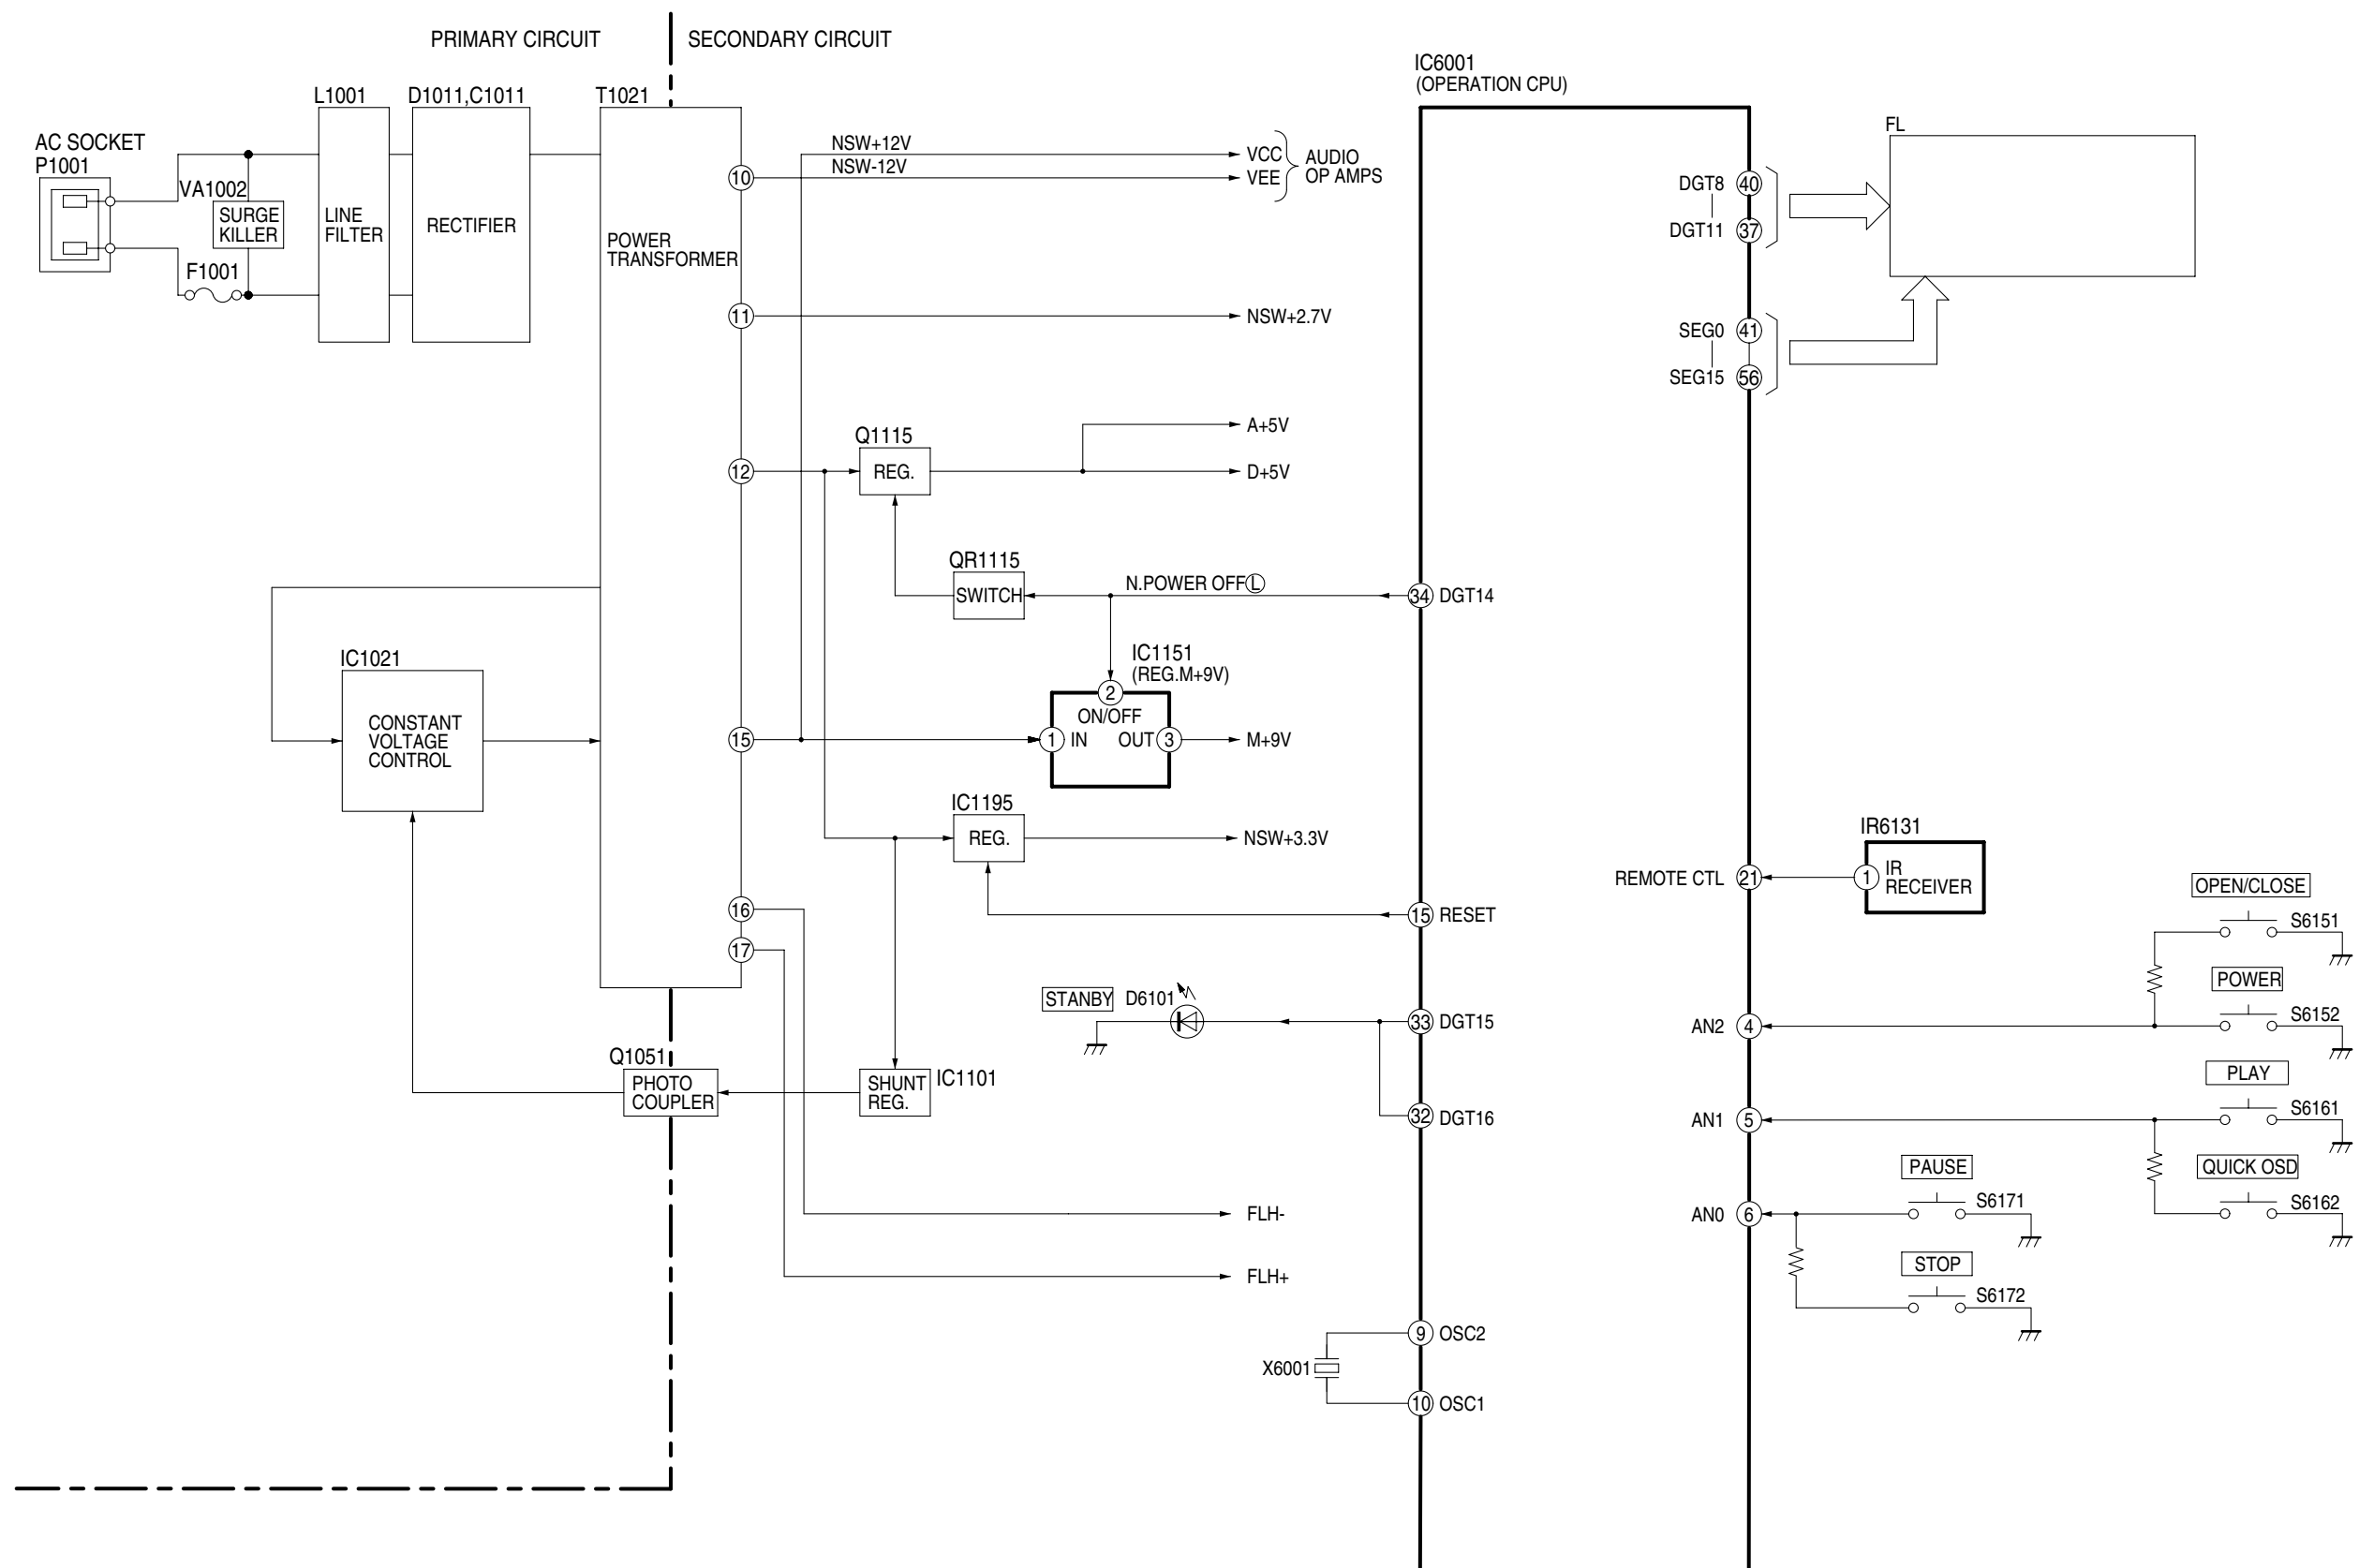 PRIMARY CIRCUIT
SECONDARY CIRCUIT
IC6001
(OPERATION CPU)
L1001
D1011,C1011
T1021
AC SOCKET
P1001
VA1002
SURGE
KILLER
F1001
LINE
FILTER
RECTIFIER
POWER
TRANSFORMER
10
11
12
15
16
17
NSW+12V
NSW-12V
VCC
VEE
AUDIO
OP AMPS
NSW+2.7V
A+5V
Q1115
REG.
D+5V
QR1115
SWITCH
N.POWER OFF L
34 DGT14
IC1151
(REG.M+9V)
2
ON/OFF
1 IN
OUT 3
M+9V
IC1021
CONSTANT
VOLTAGE
CONTROL
IC1195
REG.
NSW+3.3V
15 RESET
STANBY
D6101
33 DGT15
32 DGT16
Q1051
PHOTO
COUPLER
SHUNT
REG.
IC1101
FLH-
FLH+
X6001
9 OSC2
10 OSC1
FL
DGT8 40
DGT11 37
SEG0 41
SEG15 56
IR6131
REMOTE CTL 21
1 IR
RECEIVER
OPEN/CLOSE
S6151
POWER
S6152
AN2 4
PLAY
S6161
AN1 5
QUICK OSD
S6162
PAUSE
S6171
AN0 6
STOP
S6172